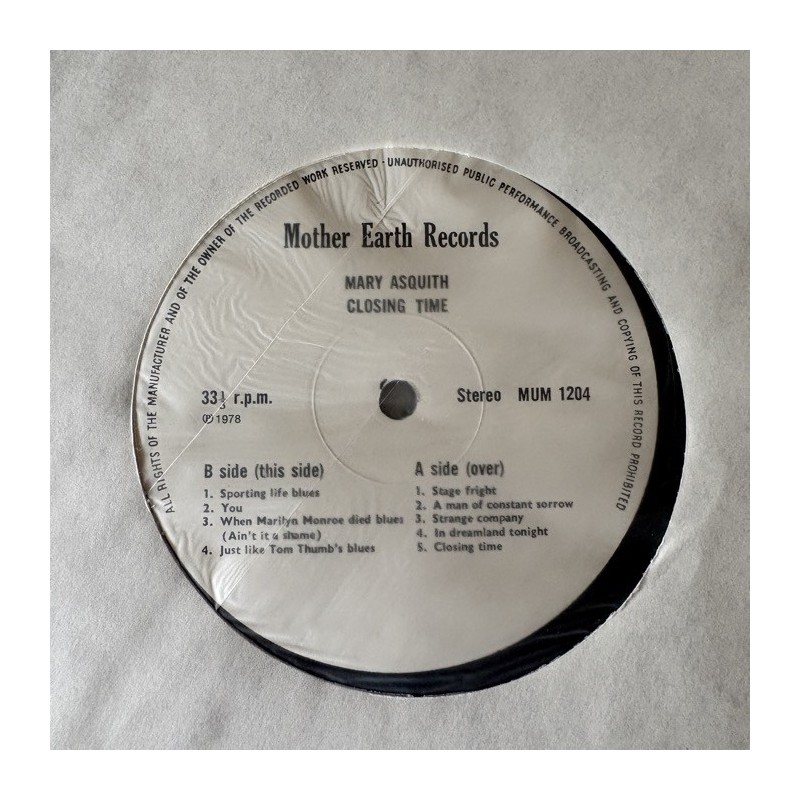 ALL RIGHTS OF THE MANUFACTURER AND OF THE OWNER OF THE RECORDED WORK RESERVED - UNAUTHORISED PUBLIC PERFORMANCE BROADCASTING AND COPYING OF THIS RECORD PROHIBITED
Mother Earth Records
MARY ASQUITH
CLOSING TIME
33⅓ r.p.m.
Ⓟ 1978
Stereo MUM 1204
B side (this side)
1. Sporting life blues
2. You
3. When Marilyn Monroe died blues
(Ain't it a shame)
4. Just like Tom Thumb's blues
A side (over)
1. Stage fright
2. A man of constant sorrow
3. Strange company
4. In dreamland tonight
5. Closing time